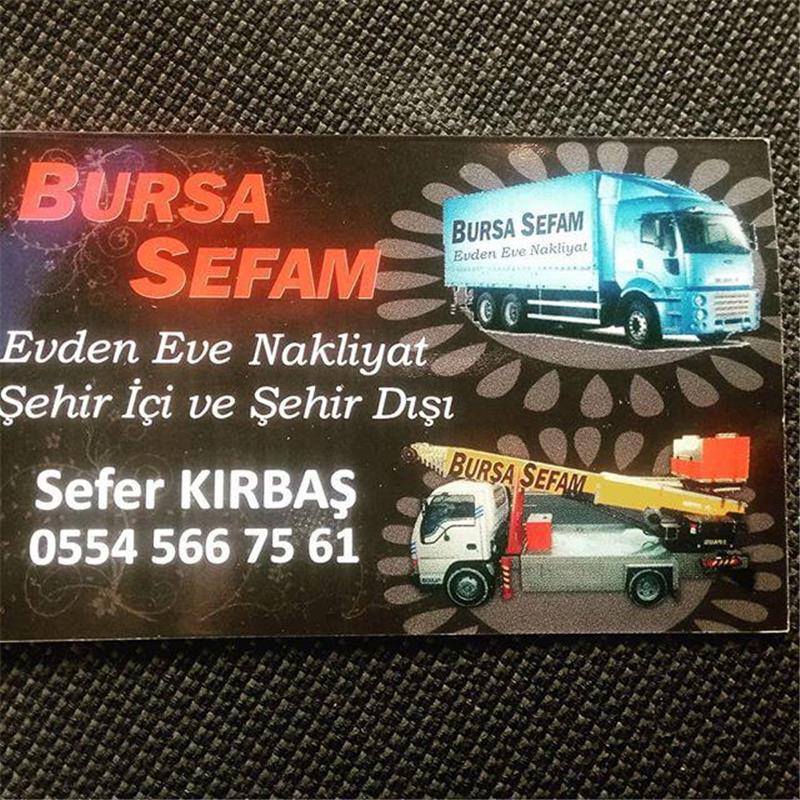 BURSA
SEFAM
Evden Eve Nakliyat
Şehir İçi ve Şehir Dışı
Sefer KIRBAŞ
0554 566 75 61
BURSA SEFAM
Evden Eve Nakliyat
BURSA SEFAM